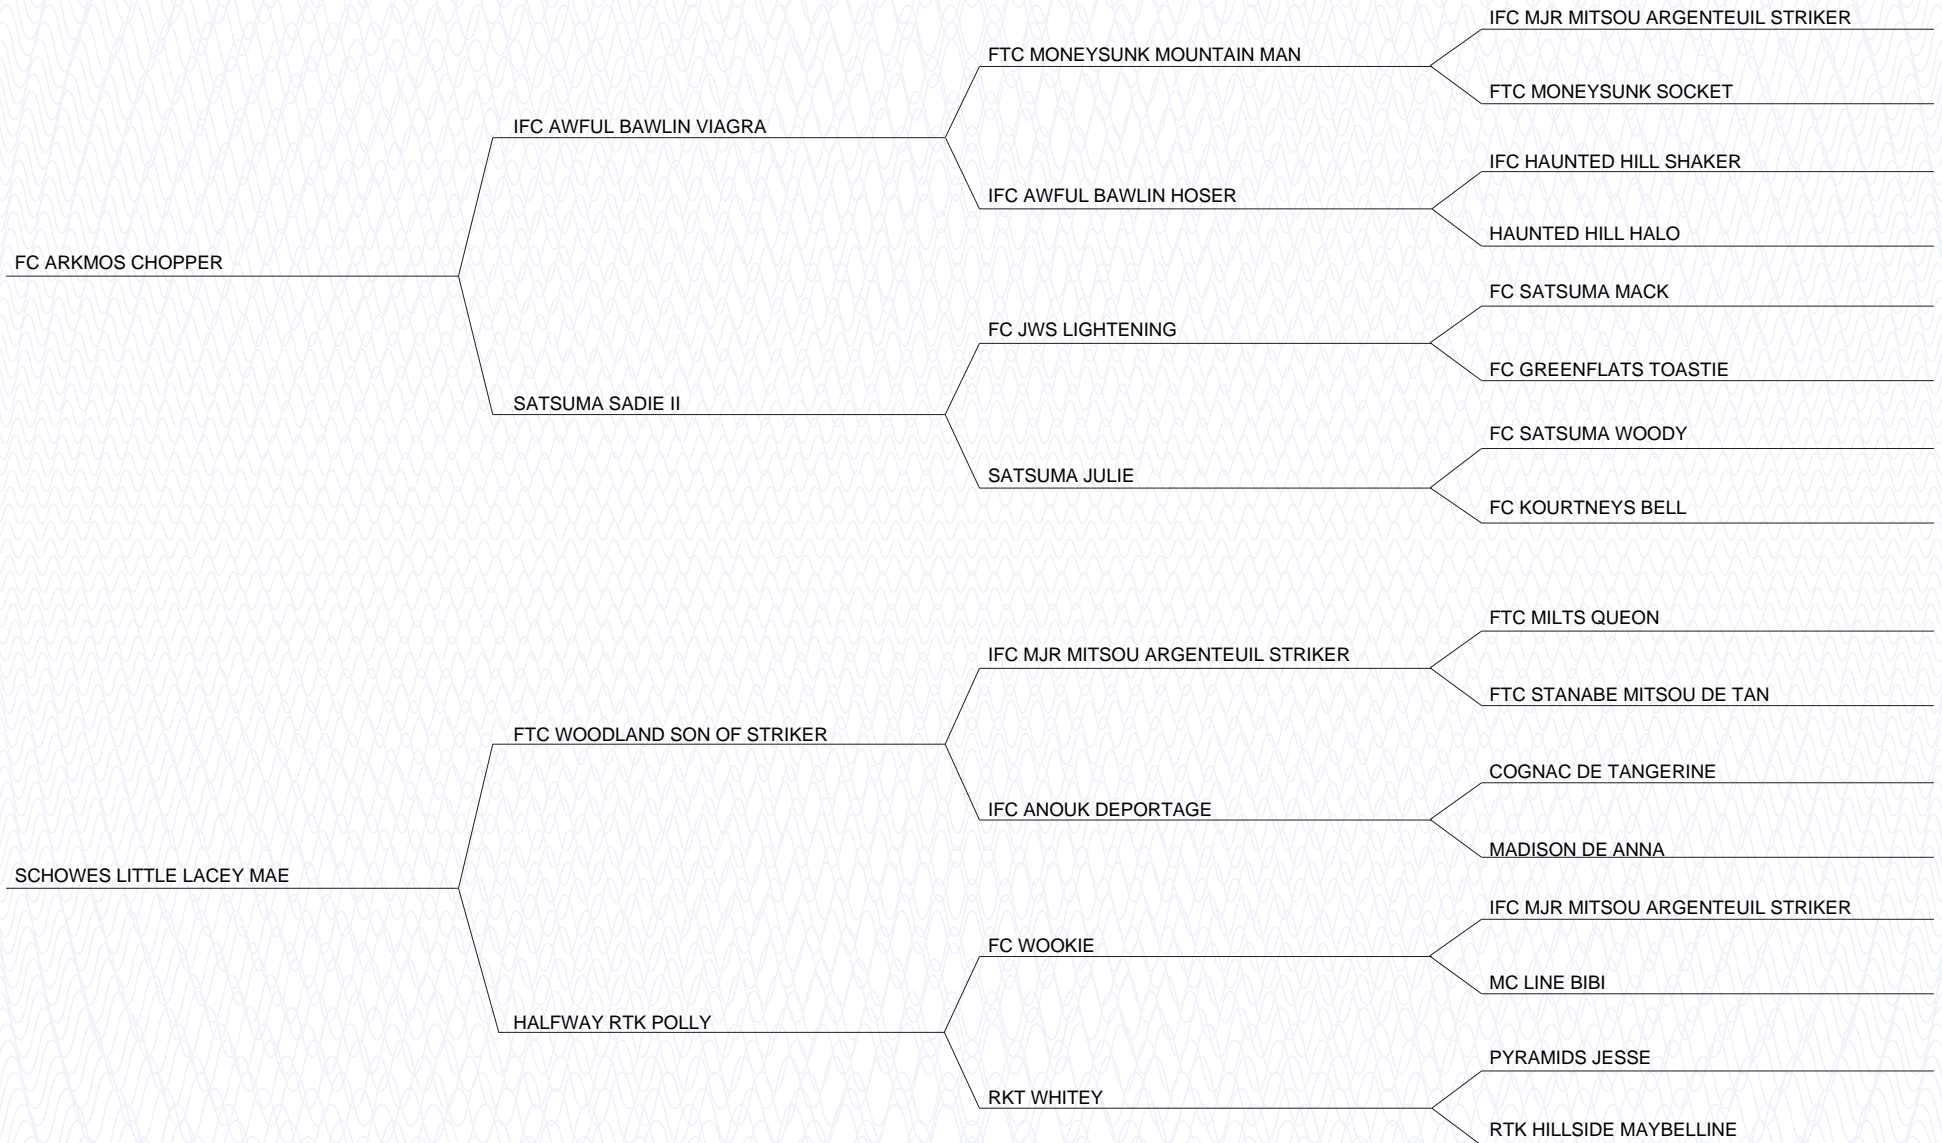 IFC MJR MITSOU ARGENTEUIL STRIKER
FTC MONEYSUNK MOUNTAIN MAN
FTC MONEYSUNK SOCKET
IFC AWFUL BAWLIN VIAGRA
IFC HAUNTED HILL SHAKER
IFC AWFUL BAWLIN HOSER
HAUNTED HILL HALO
FC ARKMOS CHOPPER
FC SATSUMA MACK
FC JWS LIGHTENING
FC GREENFLATS TOASTIE
SATSUMA SADIE II
FC SATSUMA WOODY
SATSUMA JULIE
FC KOURTNEYS BELL
FTC MILTS QUEON
IFC MJR MITSOU ARGENTEUIL STRIKER
FTC STANABE MITSOU DE TAN
FTC WOODLAND SON OF STRIKER
COGNAC DE TANGERINE
IFC ANOUK DEPORTAGE
MADISON DE ANNA
SCHOWES LITTLE LACEY MAE
IFC MJR MITSOU ARGENTEUIL STRIKER
FC WOOKIE
MC LINE BIBI
HALFWAY RTK POLLY
PYRAMIDS JESSE
RKT WHITEY
RTK HILLSIDE MAYBELLINE